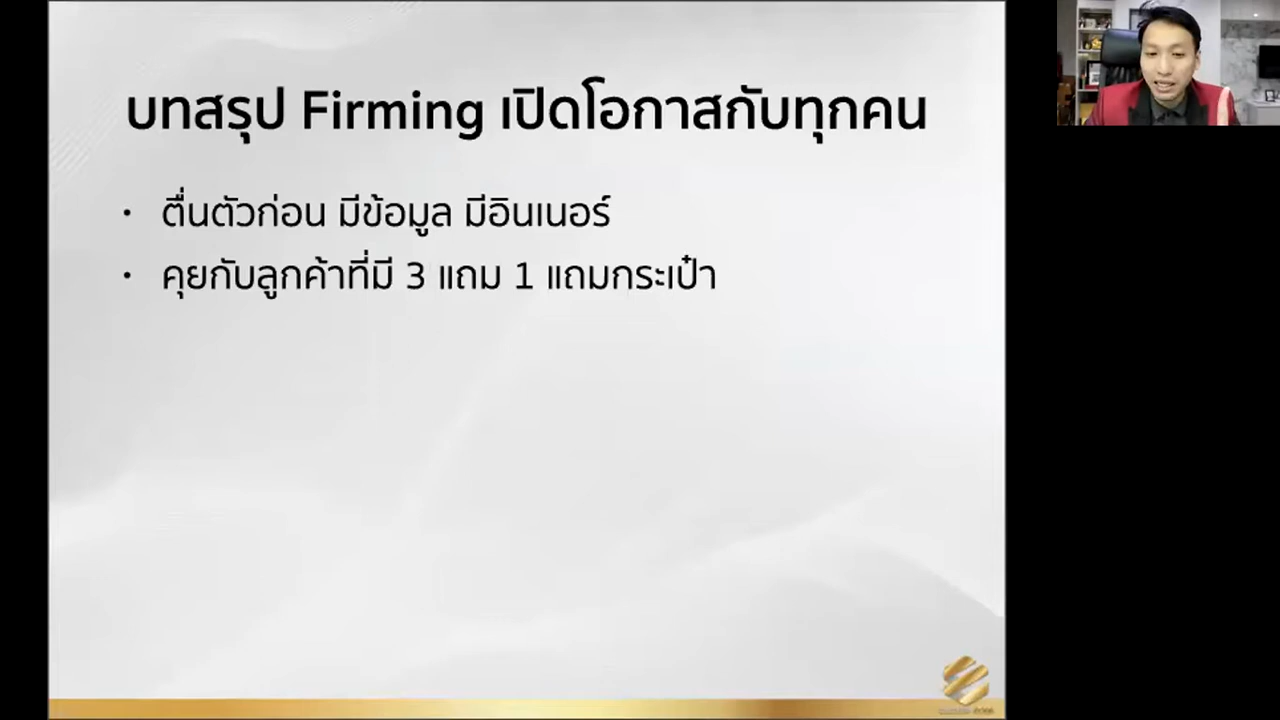 บทสรุป Firming เปิดโอกาสกับทุกคน
• ตื่นตัวก่อน มีข้อมูล มีอินเนอร์
• คุยกับลูกค้าที่มี 3 แถม 1 แถมกระเป๋า